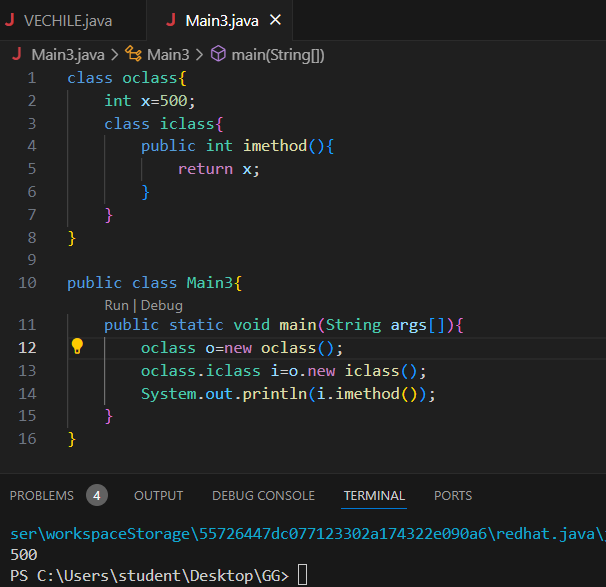 J VECHILE.java J Main3.java ×
J Main3.java > Main3 > main(String[])
1 class oclass{
2 int x=500;
3 class iclass{
4 public int imethod(){
5 return x;
6 }
7 }
8 }
9
10 public class Main3{
Run | Debug
11 public static void main(String args[]){
12 oclass o=new oclass();
13 oclass.iclass i=o.new iclass();
14 System.out.println(i.imethod());
15 }
16 }
PROBLEMS 4 OUTPUT DEBUG CONSOLE TERMINAL PORTS
ser\workspaceStorage\55726447dc077123302a174322e090a6\redhat.java\
500
PS C:\Users\student\Desktop\GG>